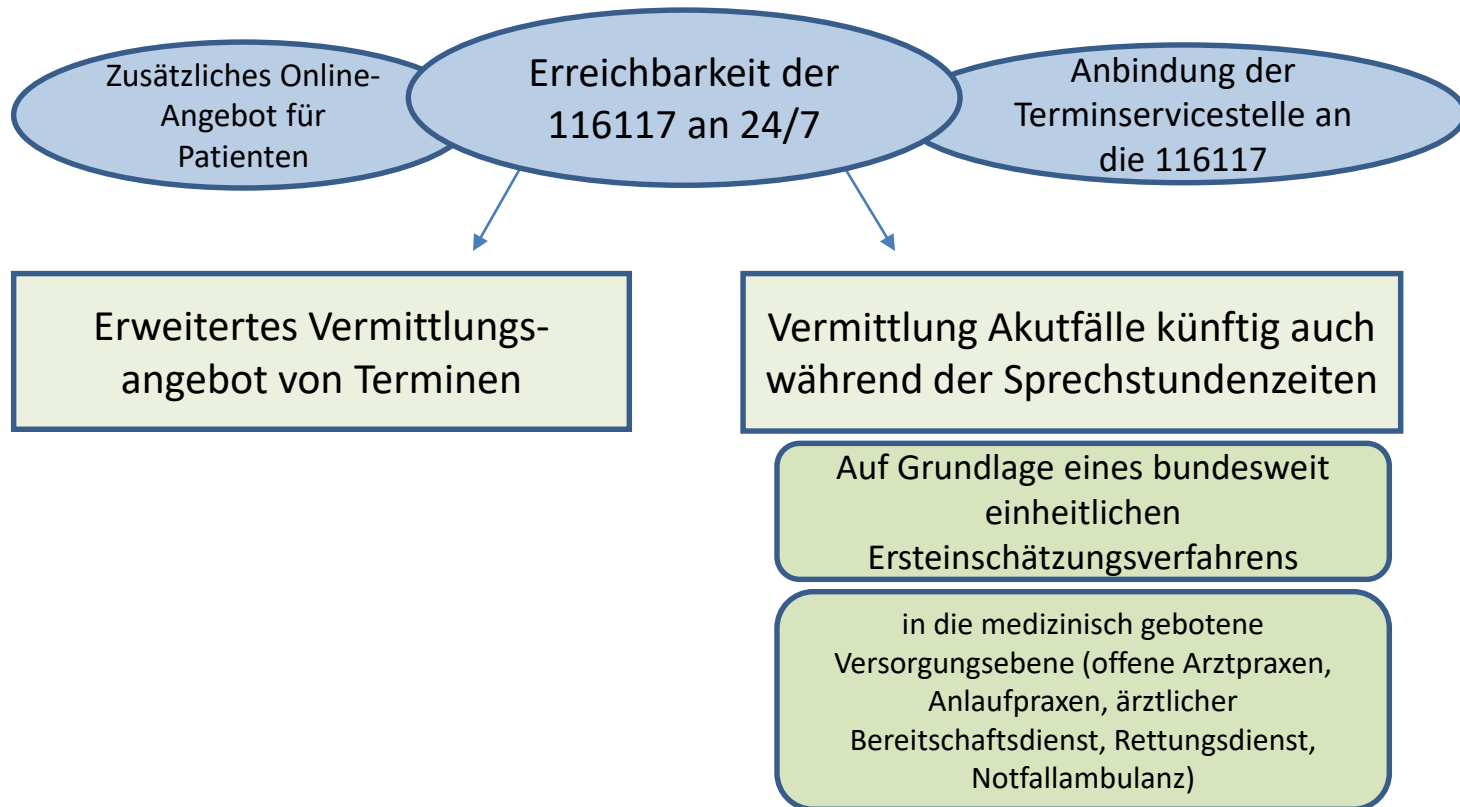 Zusätzliches Online-
Angebot für
Patienten
Erreichbarkeit der
116117 an 24/7
Anbindung der
Terminservicestelle an
die 116117
Erweitertes Vermittlungs-
angebot von Terminen
Vermittlung Akutfälle künftig auch
während der Sprechstundenzeiten
Auf Grundlage eines bundesweit
einheitlichen
Ersteinschätzungsverfahrens
in die medizinisch gebotene
Versorgungsebene (offene Arztpraxen,
Anlaufpraxen, ärztlicher
Bereitschaftsdienst, Rettungsdienst,
Notfallambulanz)